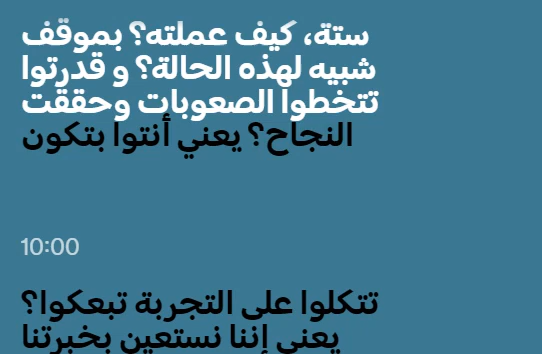 ستة، كيف عملته؟ بموقف
شبيه لهذه الحالة؟ و قدرتوا
تتخطوا الصعوبات وحققت
النجاح؟ يعني أنتوا بتكون
10:00
تتكلوا على التجربة تبعكوا؟
يعني إننا نستعين بخبرتنا